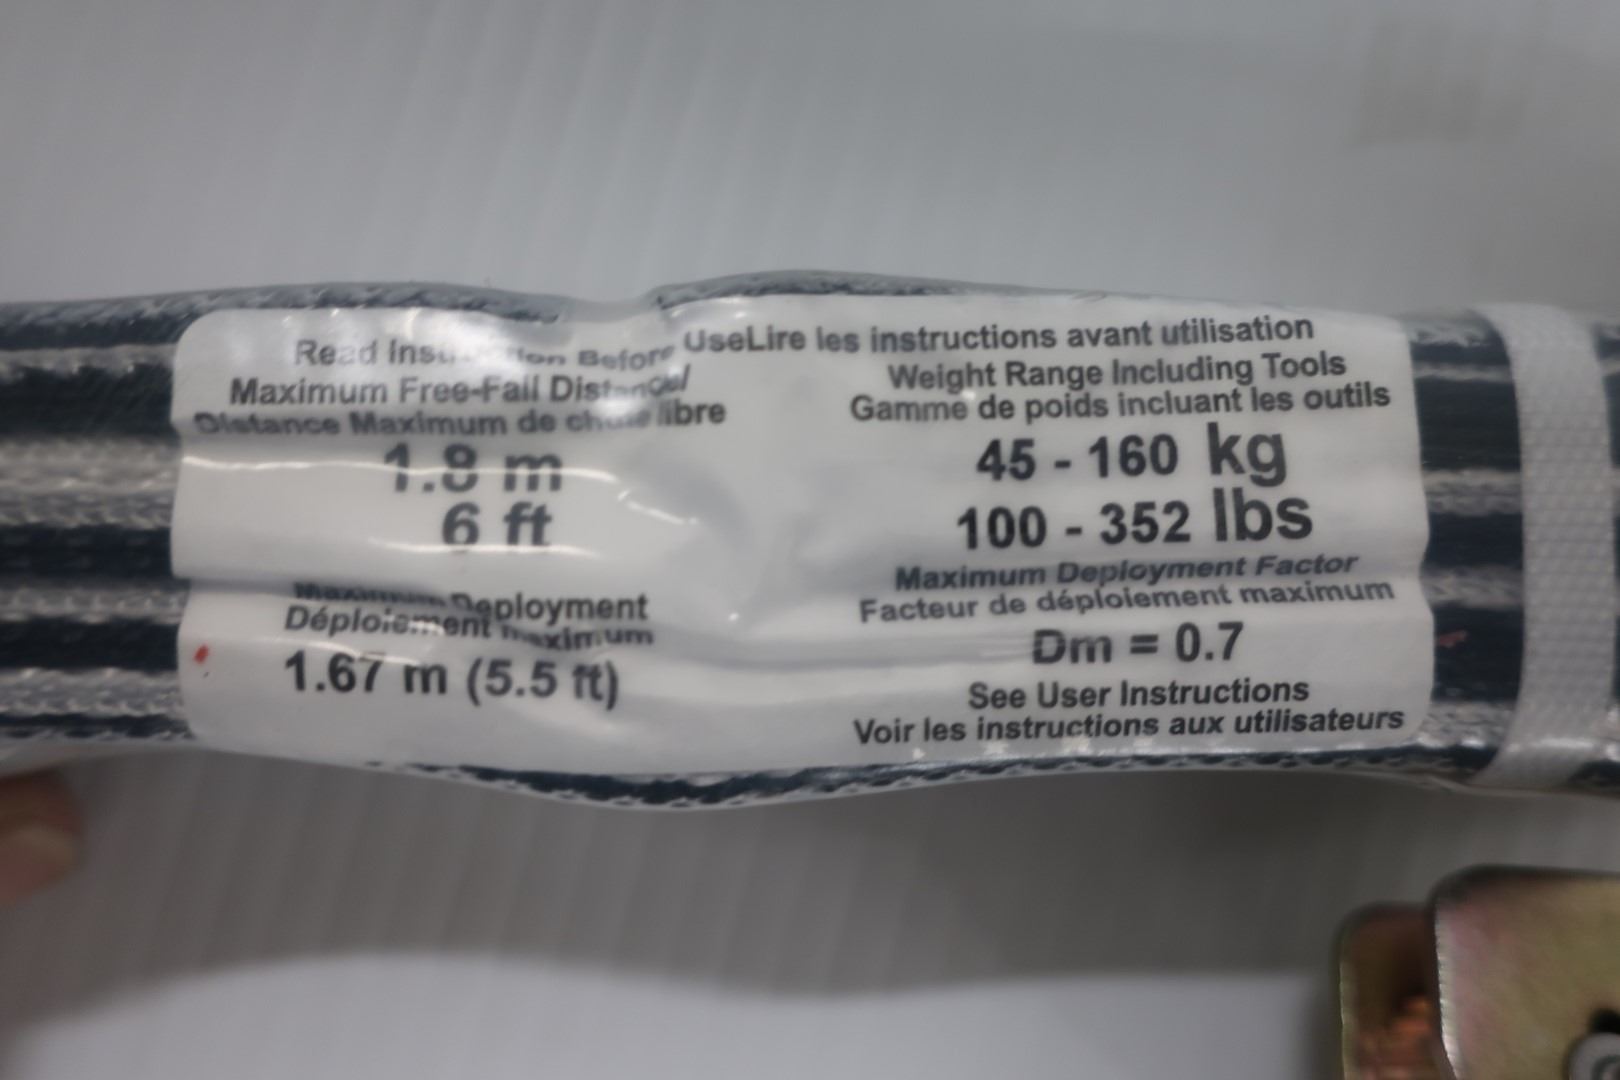 Read Instruction Before UseLire les instructions avant utilisation
Maximum Free-Fall Distance/
Distance Maximum de chute libre
1.8 m
6 ft
Maximum Deployment
Déploiement maximum
1.67 m (5.5 ft)
Weight Range Including Tools
Gamme de poids incluant les outils
45 - 160 kg
100 - 352 lbs
Maximum Deployment Factor
Facteur de déploiement maximum
Dm = 0.7
See User Instructions
Voir les instructions aux utilisateurs